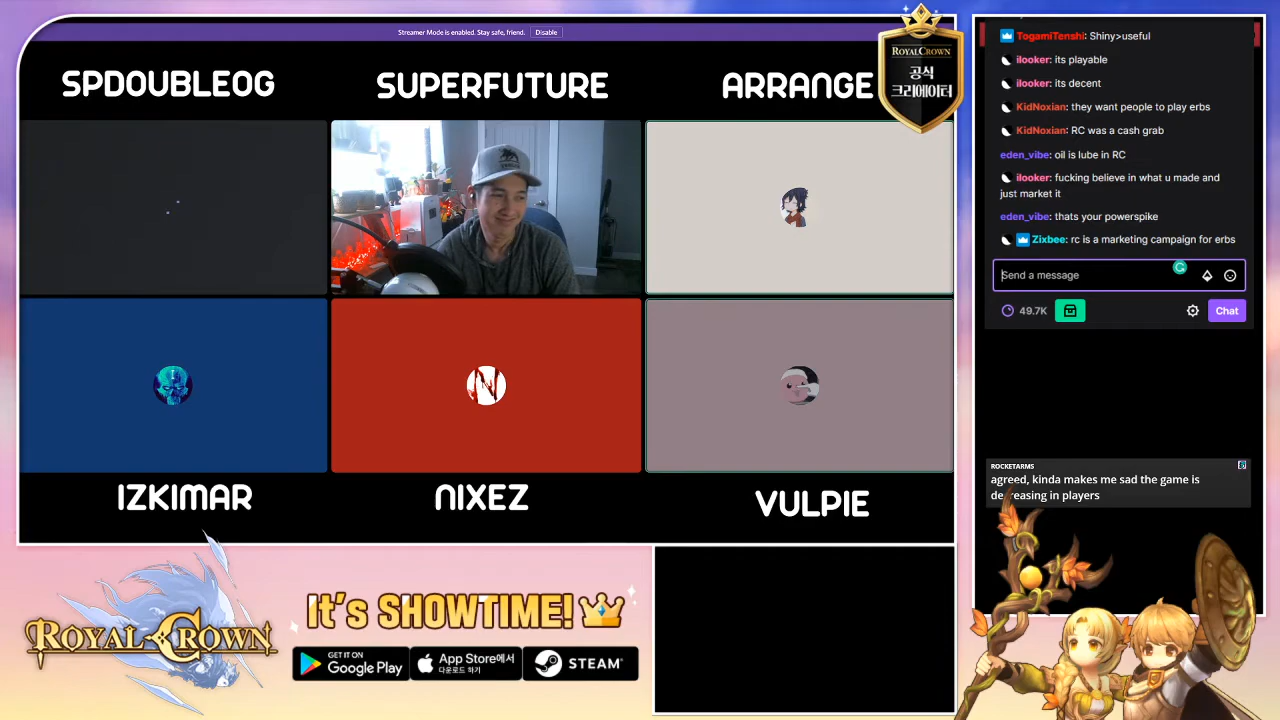 Streamer Mode is enabled. Stay safe, friend. Disable
SPDOUBLEOG
SUPERFUTURE
ARRANGE
ROYALCROWN
공식
크리에이터
IZKIMAR
NIXEZ
VULPIE
ROYAL CROWN
It's SHOWTIME!
GET IT ON
Google Play
App Store에서
다운로드 하기
STEAM
TogamiTenshi: Shiny>useful
ilooker: its playable
ilooker: its decent
KidNoxian: they want people to play erbs
KidNoxian: RC was a cash grab
eden_vibe: oil is lube in RC
ilooker: fucking believe in what u made and
just market it
eden_vibe: thats your powerspike
Zixbee: rc is a marketing campaign for erbs
Send a message
49.7K
Chat
ROCKETARMS
agreed, kinda makes me sad the game is
decreasing in players